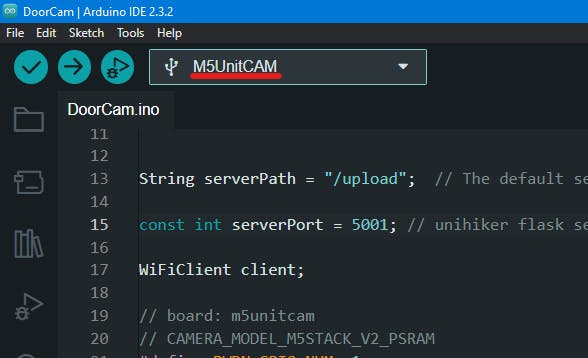 DoorCam | Arduino IDE 2.3.2
File Edit Sketch Tools Help
M5UnitCAM
DoorCam.ino
11
12
13 String serverPath = "/upload"; // The default se
14
15 const int serverPort = 5001; // unihiker flask se
16
17 WiFiClient client;
18
19 // board: m5unitcam
20 // CAMERA_MODEL_M5STACK_V2_PSRAM